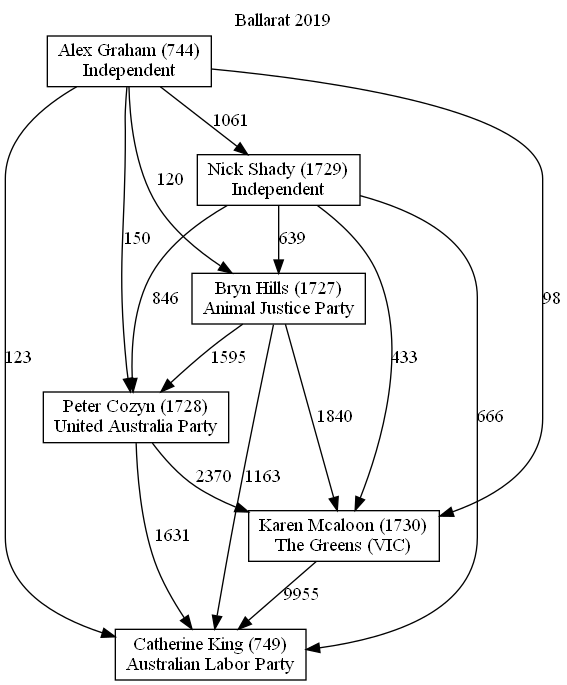 Ballarat 2019
Alex Graham (744)
Independent
1061
Nick Shady (1729)
Independent
120
150
639
98
Bryn Hills (1727)
Animal Justice Party
846
123
1595
433
Peter Cozyn (1728)
United Australia Party
1840
666
2370
1163
Karen Mcaloon (1730)
The Greens (VIC)
1631
9955
Catherine King (749)
Australian Labor Party